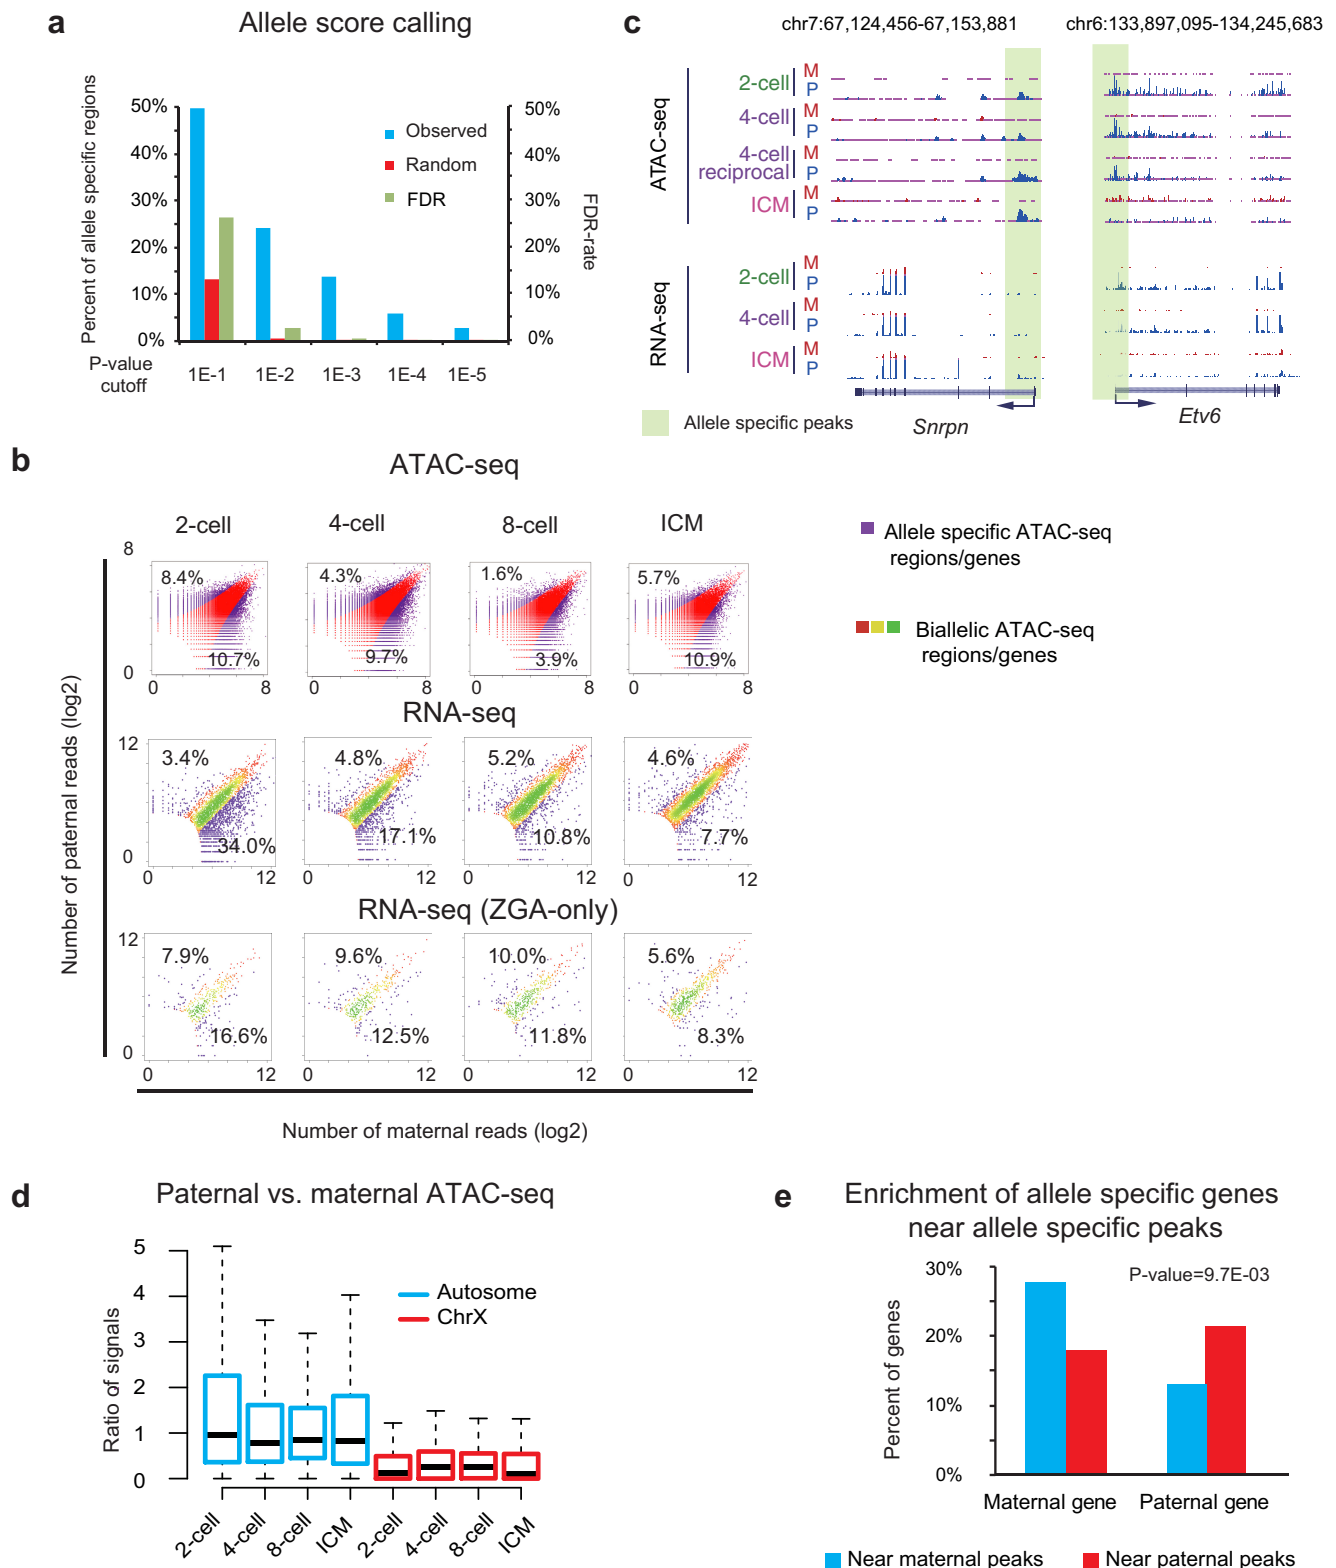 a
Allele score calling
Percent of allele specific regions
50%
40%
30%
20%
10%
0%
50%
40%
30%
20%
10%
0%
FDR-rate
Observed
Random
FDR
P-value
cutoff
1E-1
1E-2
1E-3
1E-4
1E-5
c
chr7:67,124,456-67,153,881
chr6:133,897,095-134,245,683
ATAC-seq
2-cell
M
P
4-cell
M
P
4-cell
reciprocal
M
P
ICM
M
P
RNA-seq
2-cell
M
P
4-cell
M
P
ICM
M
P
Allele specific peaks
Snrpn
Etv6
b
ATAC-seq
2-cell
4-cell
8-cell
ICM
8
0
8.4%
10.7%
4.3%
9.7%
1.6%
3.9%
5.7%
10.9%
0 8
0 8
0 8
0 8
Allele specific ATAC-seq
regions/genes
Biallelic ATAC-seq
regions/genes
RNA-seq
12
0
3.4%
34.0%
4.8%
17.1%
5.2%
10.8%
4.6%
7.7%
0 12
0 12
0 12
0 12
RNA-seq (ZGA-only)
12
0
7.9%
16.6%
9.6%
12.5%
10.0%
11.8%
5.6%
8.3%
0 12
0 12
0 12
0 12
Number of paternal reads (log2)
Number of maternal reads (log2)
d
Paternal vs. maternal ATAC-seq
Ratio of signals
5
4
3
2
1
0
Autosome
ChrX
2-cell
4-cell
8-cell
ICM
2-cell
4-cell
8-cell
ICM
e
Enrichment of allele specific genes
near allele specific peaks
Percent of genes
30%
20%
10%
0%
P-value=9.7E-03
Maternal gene
Paternal gene
Near maternal peaks
Near paternal peaks